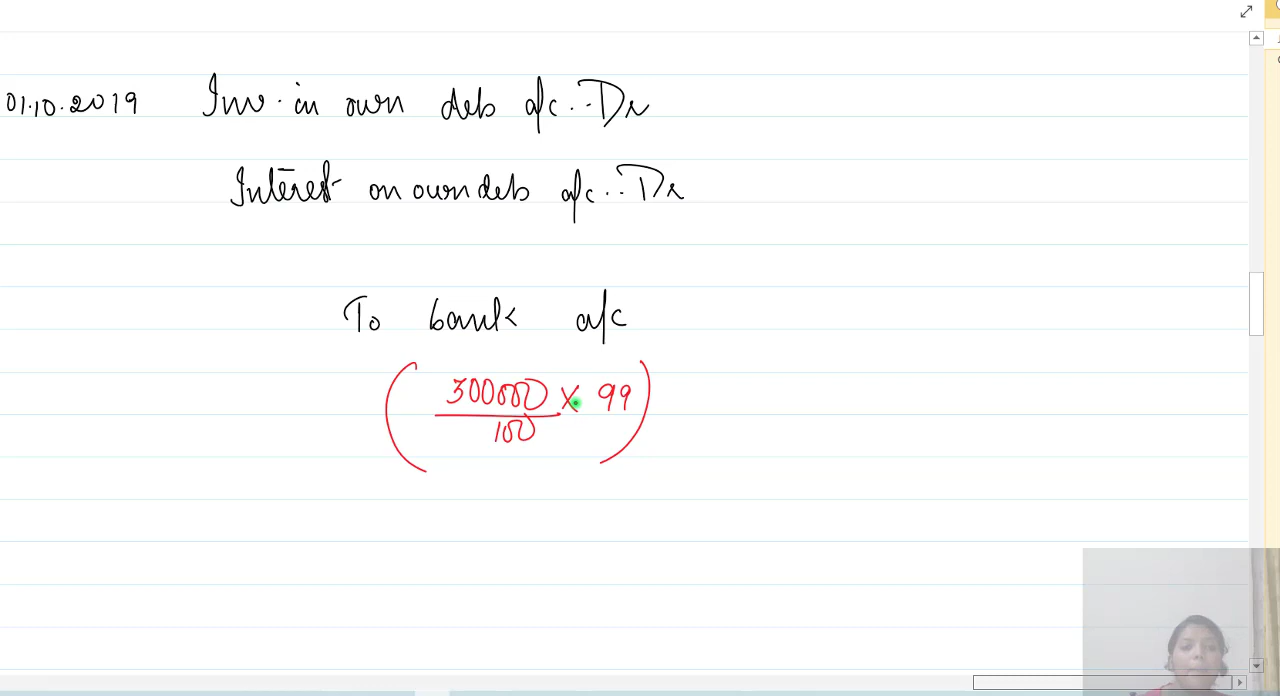 01.10.2019 Inv. in own deb a/c..Dr
Interest on own deb a/c..Dr
To bank a/c
( 300000 × 99 )
100